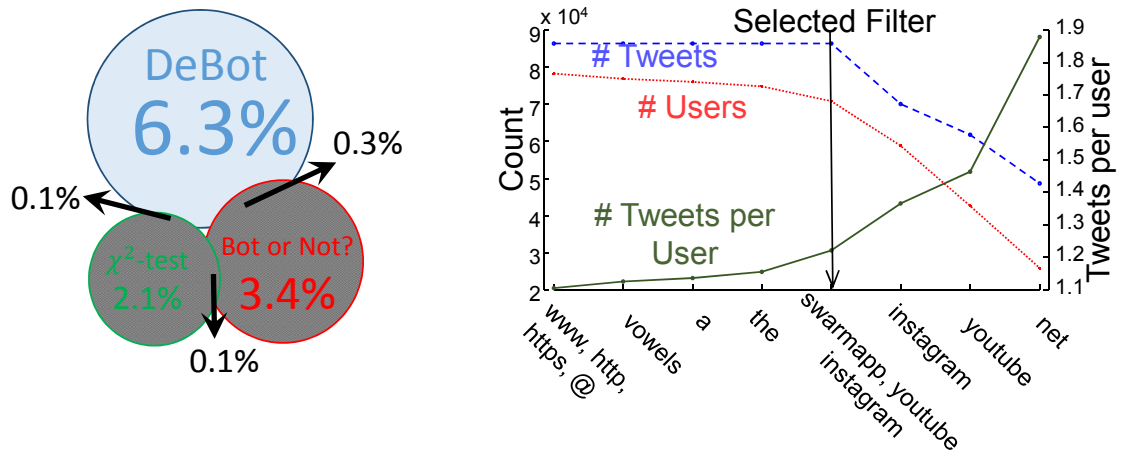 DeBot
6.3%
0.3%
0.1%
χ²-test
2.1%
Bot or Not?
3.4%
0.1%
x 10⁴
Selected Filter
# Tweets
# Users
# Tweets per
User
Count
9
8
7
6
5
4
3
2
1.9
1.8
1.7
1.6
1.5
1.4
1.3
1.2
1.1
Tweets per user
www, http,
https, @
vowels
a
the
swarmapp, youtube
instagram
instagram
youtube
net